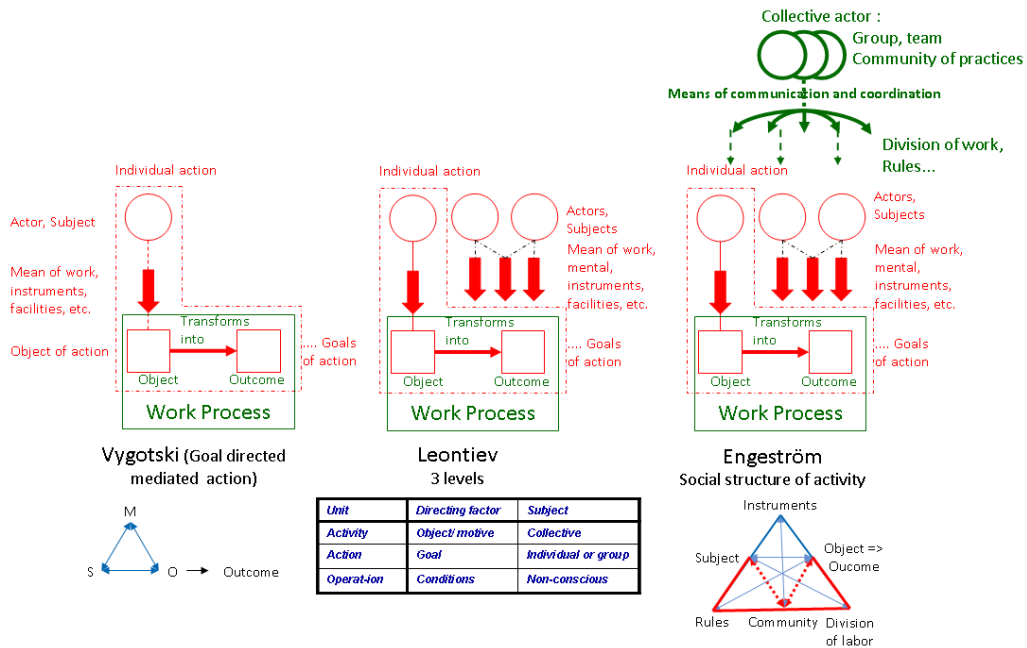 Collective actor :
Group, team
Community of practices
Means of communication and coordination
Division of work,
Rules...
Individual action
Actor, Subject
Mean of work,
instruments,
facilities, etc.
Transforms
into
Object of action
.... Goals
of action
Object
Outcome
Work Process
Vygotski (Goal directed
mediated action)
M
S
O
Outcome
Individual action
Actors,
Subjects
Mean of work,
mental,
instruments,
facilities, etc.
Transforms
into
.... Goals
of action
Object
Outcome
Work Process
Leontiev
3 levels
Unit Directing factor Subject
Activity Object/ motive Collective
Action Goal Individual or group
Operat-ion Conditions Non-conscious
Individual action
Actors,
Subjects
Mean of work,
mental,
instruments,
facilities, etc.
Transforms
into
.... Goals
of action
Object
Outcome
Work Process
Engeström
Social structure of activity
Instruments
Subject
Object =>
Oucome
Rules
Community
Division
of labor